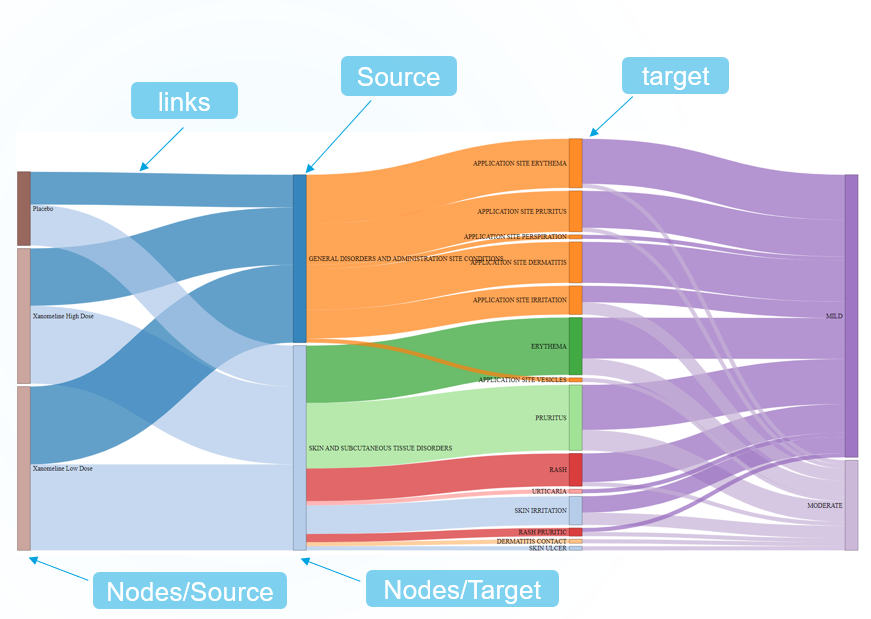 Source
target
links
APPLICATION SITE ERYTHEMA
Placebo
APPLICATION SITE PRURITUS
APPLICATION SITE PERSPIRATION
GENERAL DISORDERS AND ADMINISTRATION SITE CONDITIONS
APPLICATION SITE DERMATITIS
APPLICATION SITE IRRITATION
Xanomeline High Dose
MILD
ERYTHEMA
APPLICATION SITE VESICLES
PRURITUS
SKIN AND SUBCUTANEOUS TISSUE DISORDERS
Xanomeline Low Dose
RASH
URTICARIA
MODERATE
SKIN IRRITATION
RASH PRURITIC
DERMATITIS CONTACT
SKIN ULCER
Nodes/Source
Nodes/Target